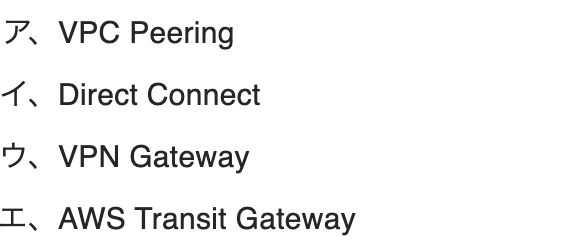 ア、VPC Peering
イ、Direct Connect
ウ、VPN Gateway
エ、AWS Transit Gateway